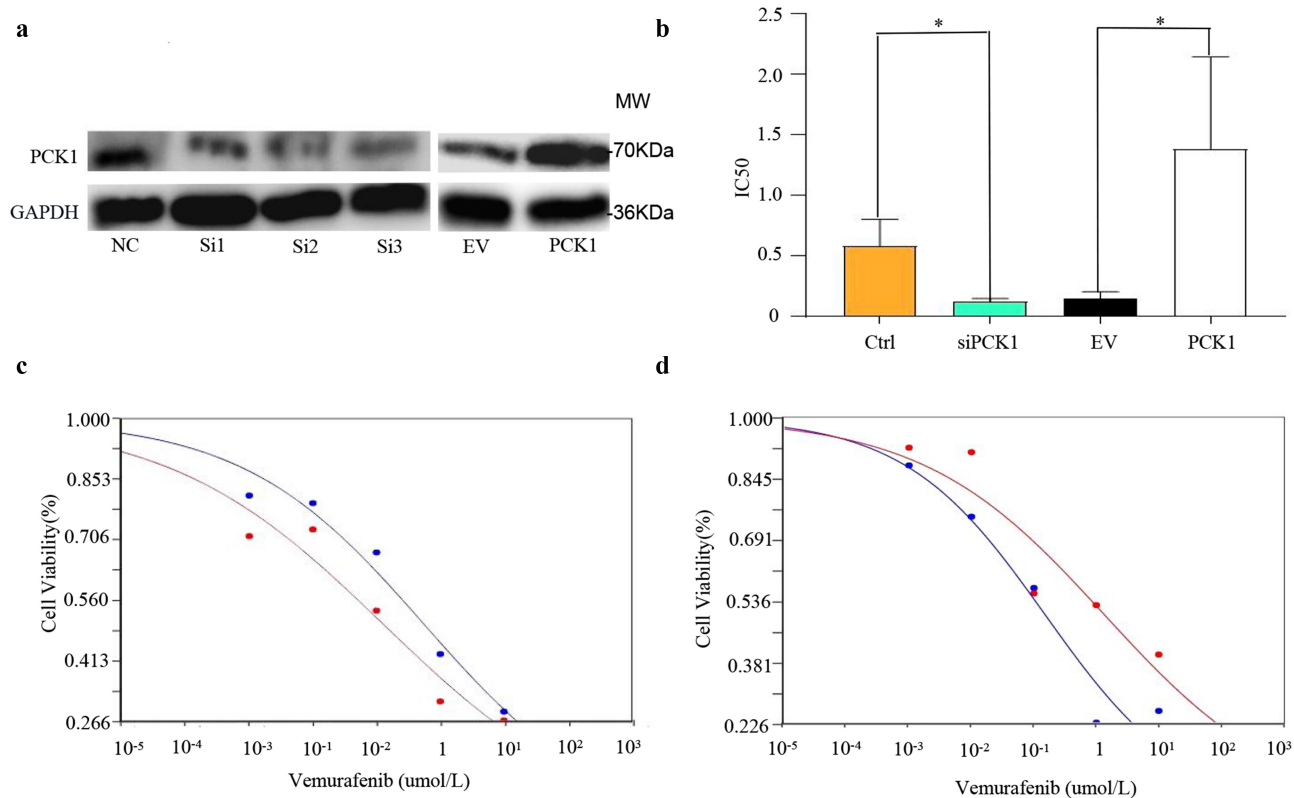 a
MW
PCK1
-70KDa
GAPDH
-36KDa
NC Si1 Si2 Si3 EV PCK1
b
* *
2.5
2.0
1.5
1.0
0.5
0
IC50
Ctrl siPCK1 EV PCK1
c
1.000
0.853
0.706
0.560
0.413
0.266
Cell Viability(%)
10-5 10-4 10-3 10-1 10-2 1 101 102 103
Vemurafenib (umol/L)
d
1.000
0.845
0.691
0.536
0.381
0.226
Cell Viability(%)
10-5 10-4 10-3 10-2 10-1 1 101 102 103
Vemurafenib (umol/L)